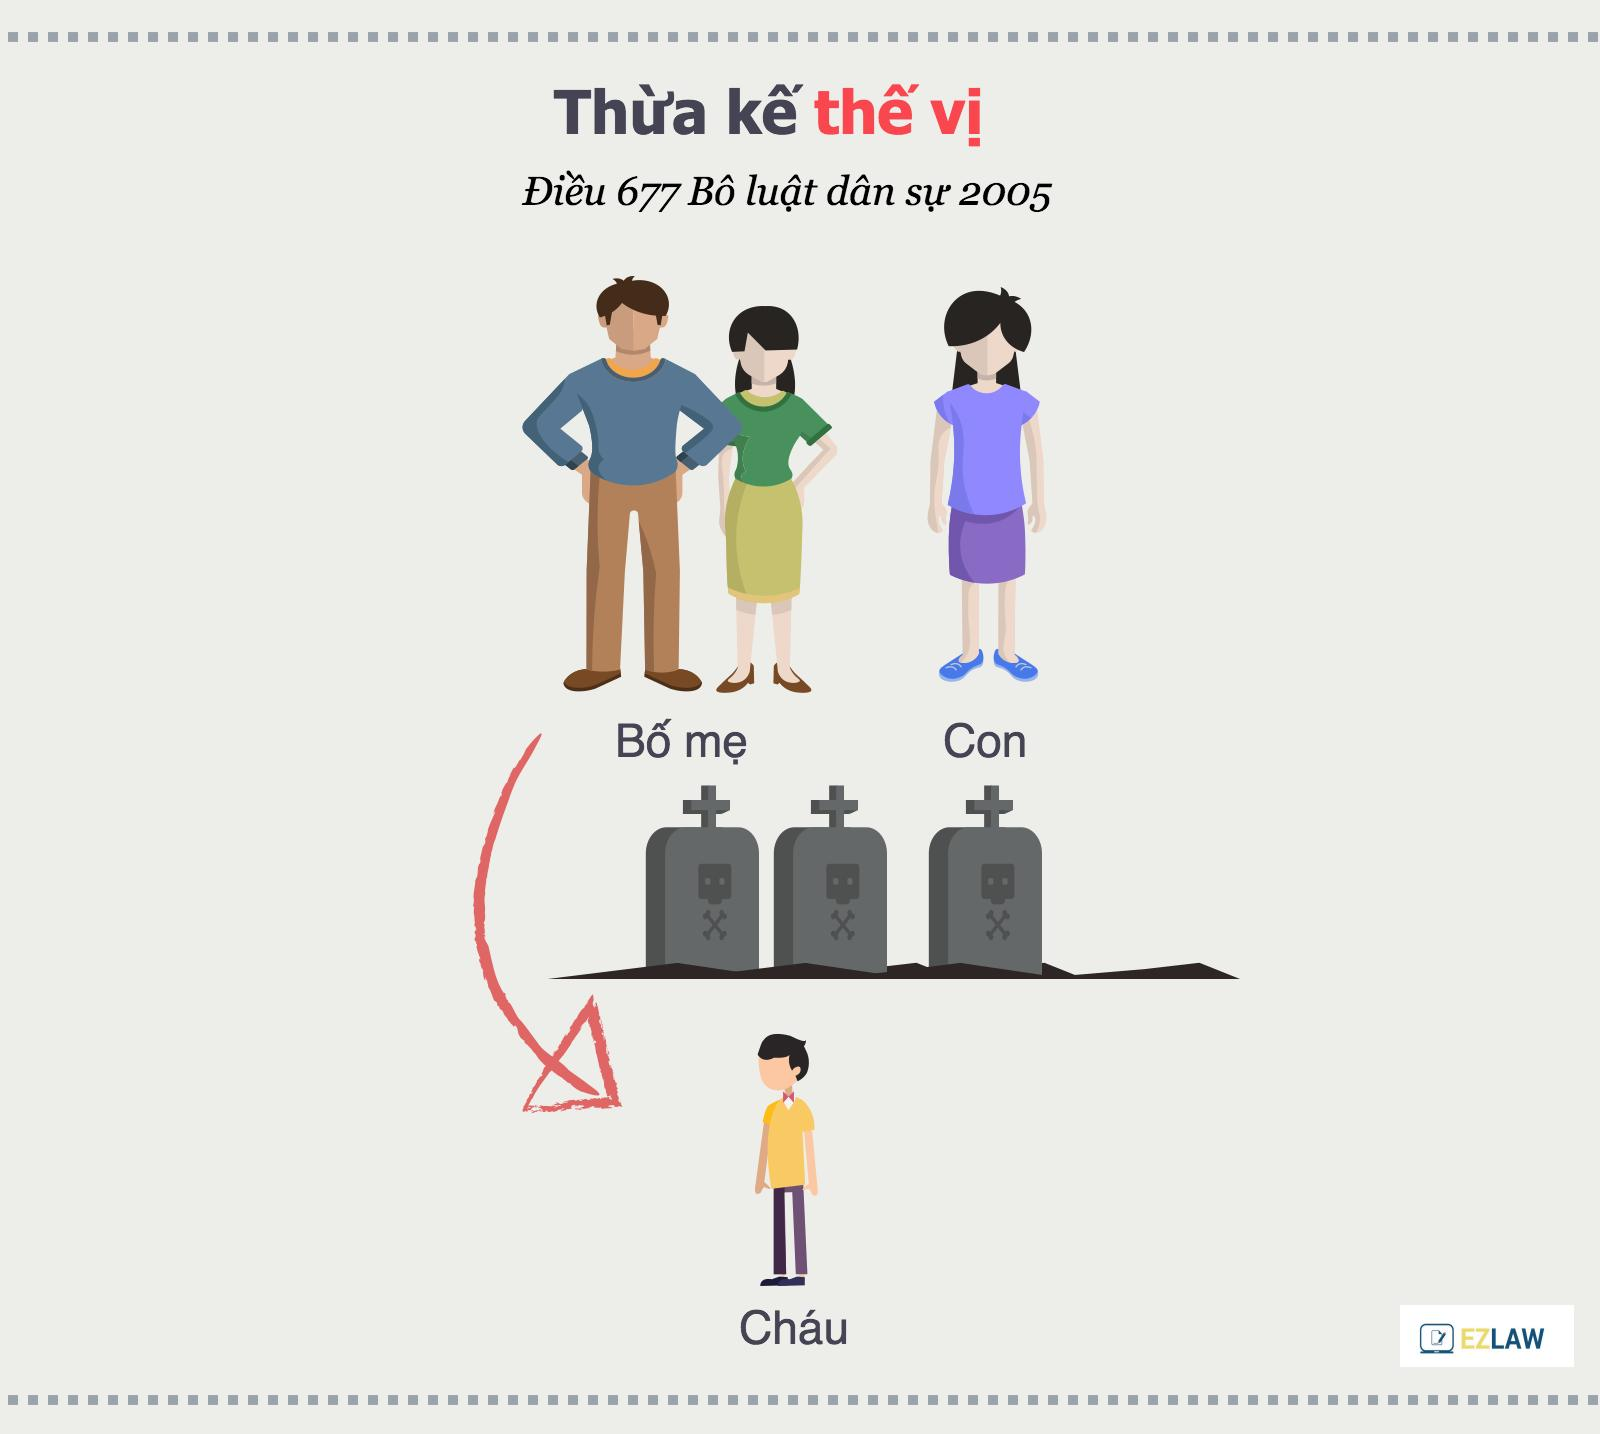 Thừa kế thế vị
Điều 677 Bô luật dân sự 2005
Bố mẹ
Con
Cháu
EZLAW